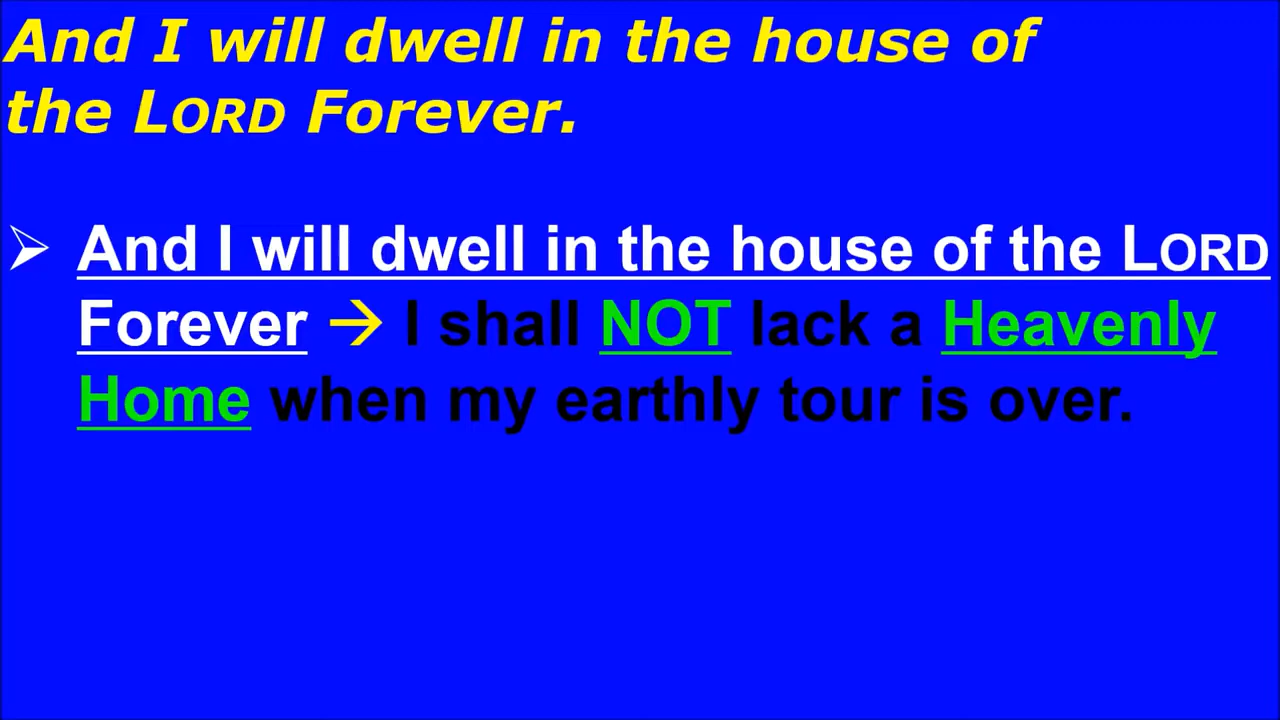 And I will dwell in the house of
the LORD Forever.
➢ And I will dwell in the house of the LORD
Forever → I shall NOT lack a Heavenly
Home when my earthly tour is over.